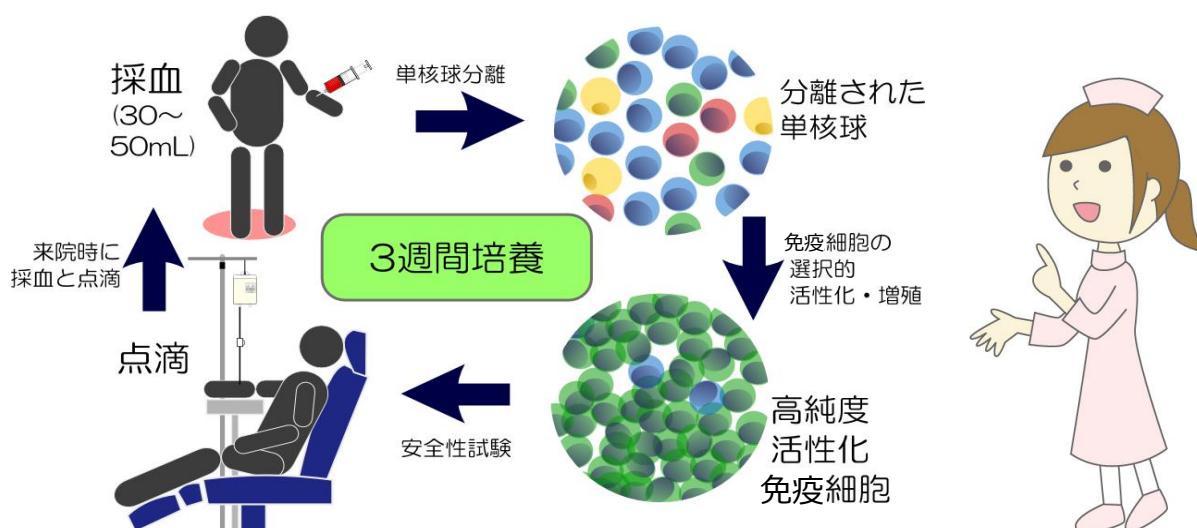 採血
(30～
50mL)
単核球分離
分離された
単核球
免疫細胞の
選択的
活性化・増殖
高純度
活性化
免疫細胞
安全性試験
点滴
来院時に
採血と点滴
3週間培養